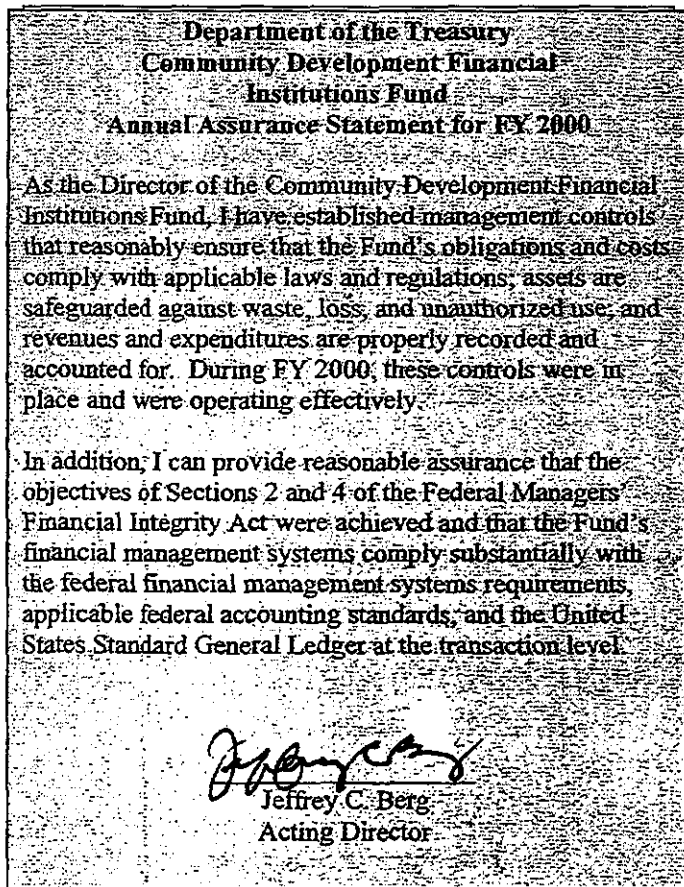 Department of the Treasury
Community Development Financial
Institutions Fund
Annual Assurance Statement for FY 2000
As the Director of the Community Development Financial
Institutions Fund, I have established management controls
that reasonably ensure that the Fund's obligations and costs
comply with applicable laws and regulations; assets are
safeguarded against waste, loss, and unauthorized use; and
revenues and expenditures are properly recorded and
accounted for. During FY 2000, these controls were in
place and were operating effectively.
In addition, I can provide reasonable assurance that the
objectives of Sections 2 and 4 of the Federal Managers'
Financial Integrity Act were achieved and that the Fund's
financial management systems comply substantially with
the federal financial management systems requirements,
applicable federal accounting standards, and the United
States Standard General Ledger at the transaction level.
Jeffrey C. Berg
Jeffrey C. Berg
Acting Director